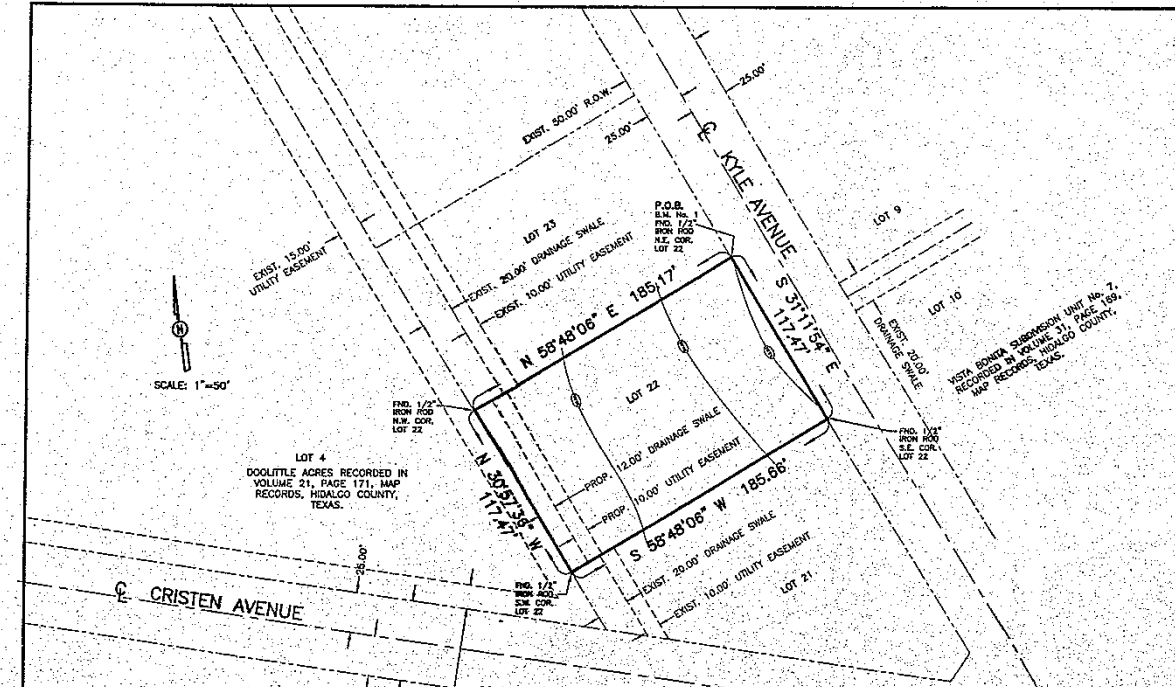 EXIST. 50.00' R.O.W.
25.00'
25.00'
℄ KYLE AVENUE
EXIST. 15.00'
UTILITY EASEMENT
LOT 23
EXIST. 20.00' DRAINAGE SWALE
EXIST. 10.00' UTILITY EASEMENT
P.O.B.
B.M. No. 1
FND. 1/2"
IRON ROD
N.E. COR.
LOT 22
LOT 9
LOT 10
EXIST. 20.00'
DRAINAGE SWALE
VISTA BONITA SUBDIVISION UNIT No. 7,
RECORDED IN VOLUME 31, PAGE 169,
MAP RECORDS, HIDALGO COUNTY,
TEXAS.
N
SCALE: 1"=50'
N 58°48'06" E 185.17'
S 31°11'54" E
117.47'
FND. 1/2"
IRON ROD
N.W. COR.
LOT 22
LOT 22
PROP. 12.00' DRAINAGE SWALE
PROP. 10.00' UTILITY EASEMENT
FND. 1/2"
IRON ROD
S.E. COR.
LOT 22
LOT 4
DOOLITTLE ACRES RECORDED IN
VOLUME 21, PAGE 171, MAP
RECORDS, HIDALGO COUNTY,
TEXAS.
W
117.47'
S 58°48'06" W 185.66'
EXIST. 20.00' DRAINAGE SWALE
EXIST. 10.00' UTILITY EASEMENT
LOT 21
FND. 1/2"
IRON ROD
S.W. COR.
LOT 22
25.00'
℄ CRISTEN AVENUE